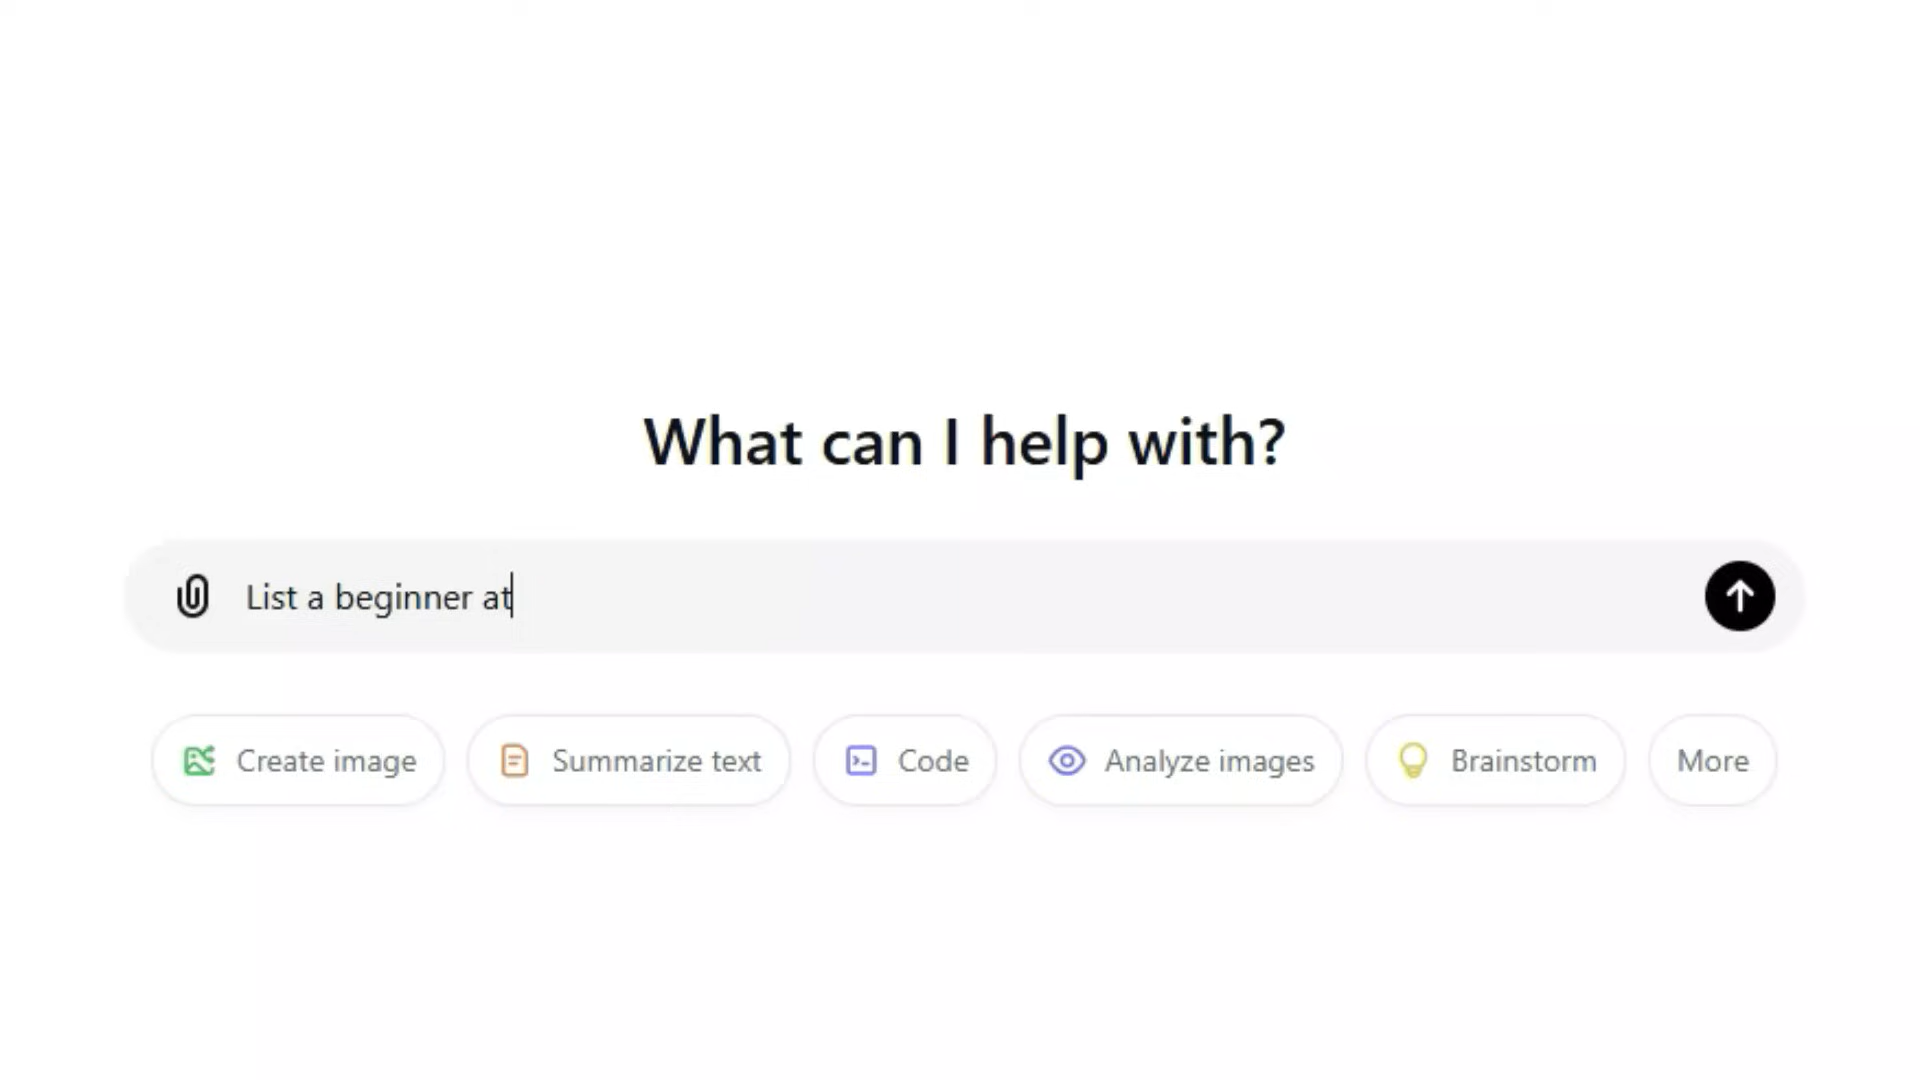 What can I help with?
List a beginner at
Create image
Summarize text
Code
Analyze images
Brainstorm
More